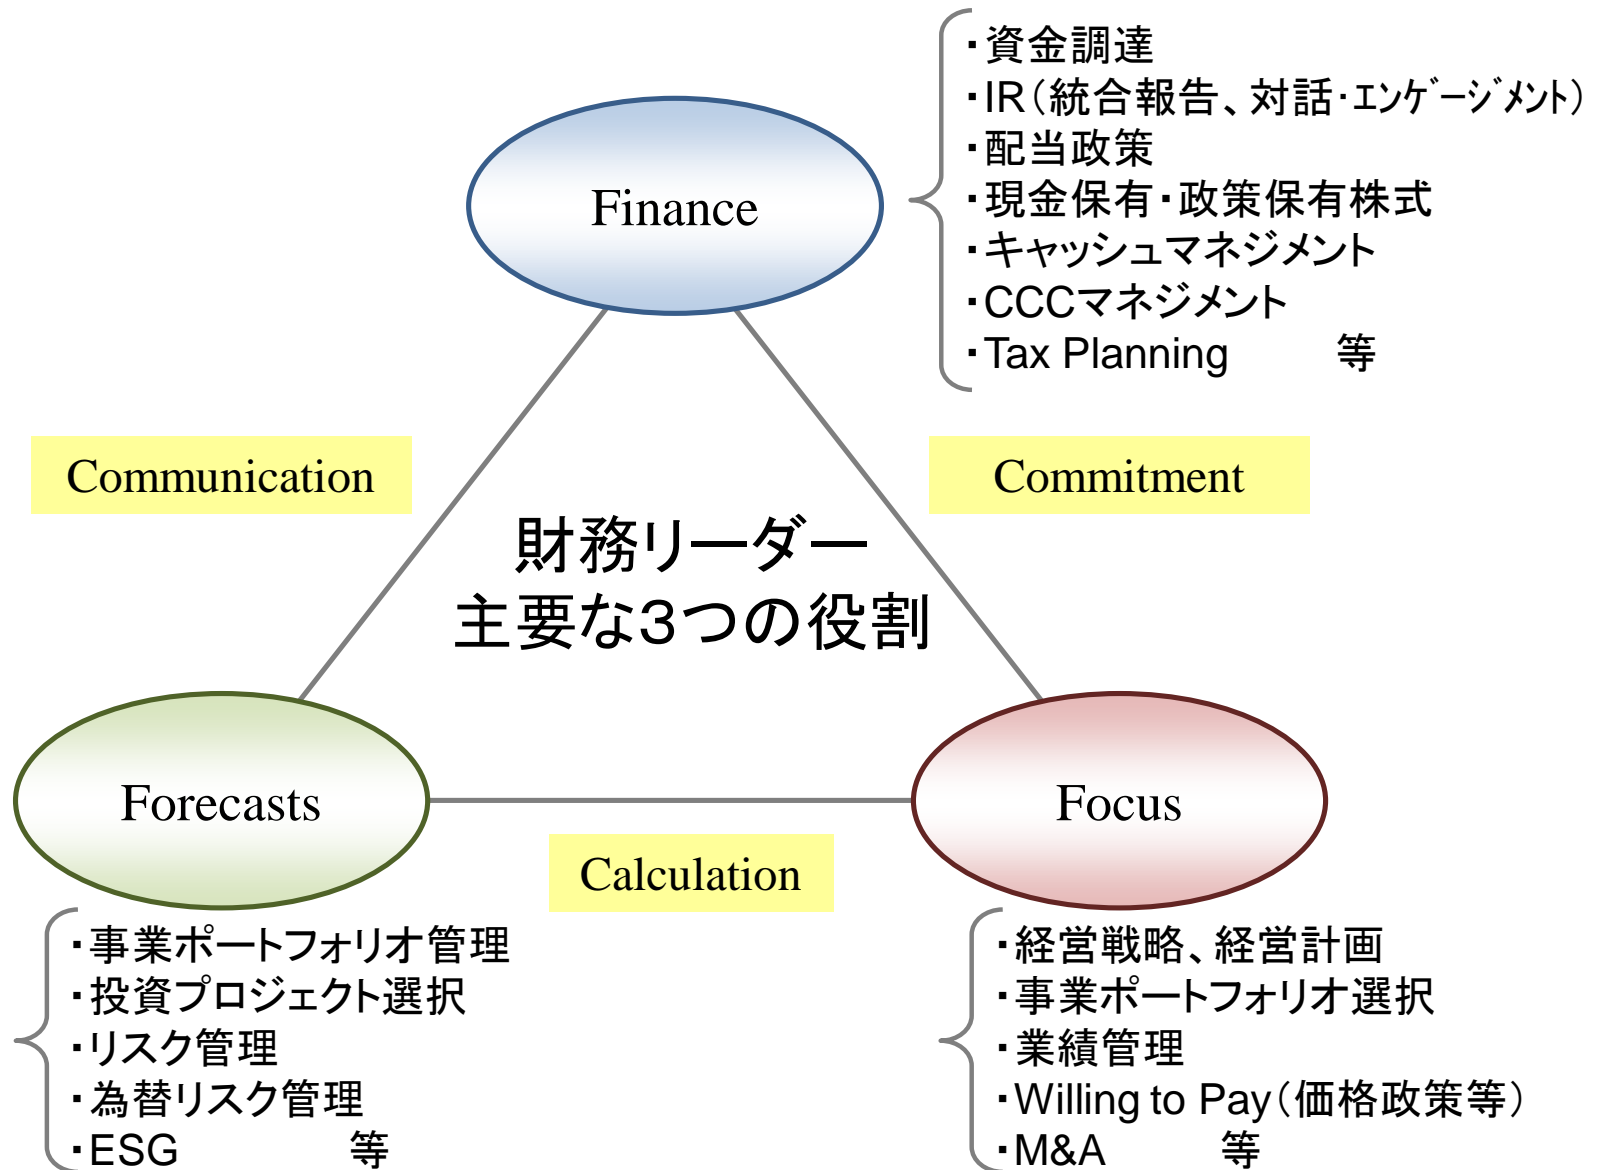 ・資金調達
・IR（統合報告、対話･ｴﾝｹﾞｰｼﾞﾒﾝﾄ）
・配当政策
・現金保有・政策保有株式
・キャッシュマネジメント
・CCCマネジメント
・Tax Planning 等
Finance
Communication
Commitment
財務リーダー
主要な3つの役割
Forecasts
Focus
Calculation
・事業ポートフォリオ管理
・投資プロジェクト選択
・リスク管理
・為替リスク管理
・ESG 等
・経営戦略、経営計画
・事業ポートフォリオ選択
・業績管理
・Willing to Pay（価格政策等）
・M&A 等